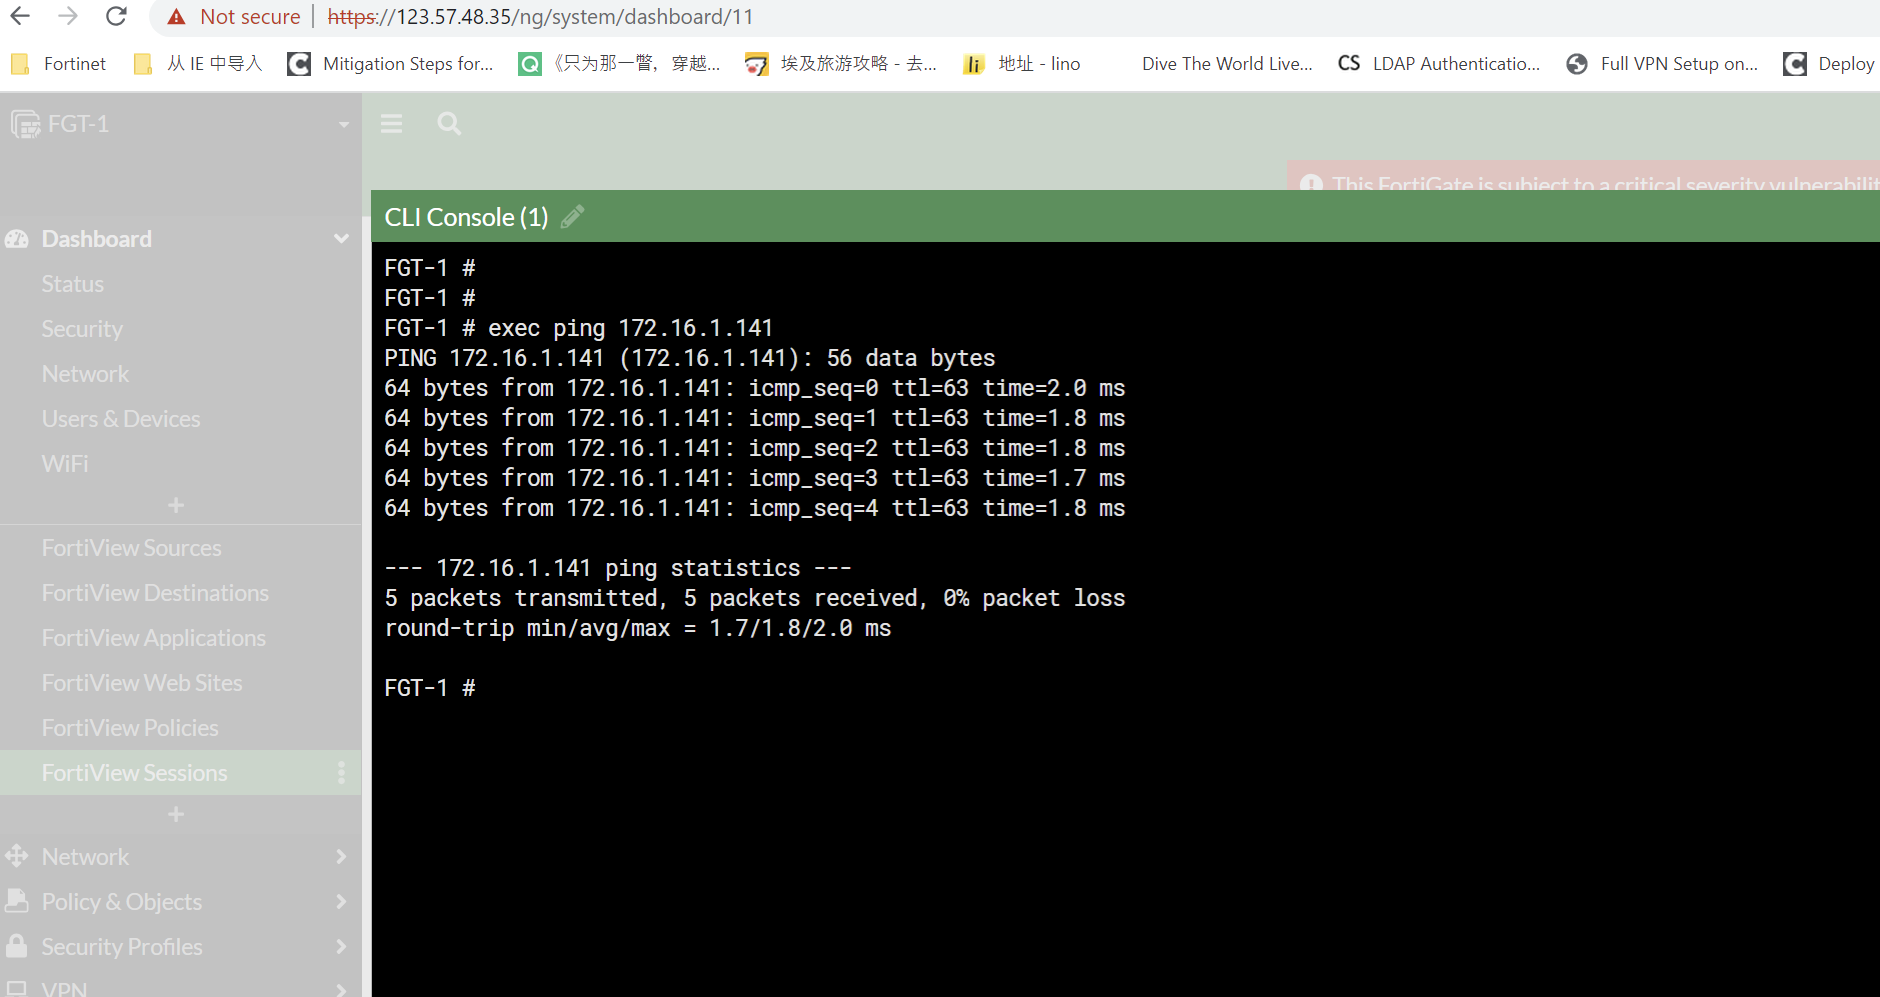 Not secure | https://123.57.48.35/ng/system/dashboard/11
Fortinet 从 IE 中导入 Mitigation Steps for... 《只为那一瞥，穿越... 埃及旅游攻略 - 去... 地址 - lino Dive The World Live... CS LDAP Authenticatio... Full VPN Setup on... Deploy
FGT-1
This FortiGate is subject to a critical severity vulnerabilit
CLI Console (1)
Dashboard
Status
Security
Network
Users & Devices
WiFi
+
FortiView Sources
FortiView Destinations
FortiView Applications
FortiView Web Sites
FortiView Policies
FortiView Sessions
+
Network
Policy & Objects
Security Profiles
VPN
FGT-1 #
FGT-1 #
FGT-1 # exec ping 172.16.1.141
PING 172.16.1.141 (172.16.1.141): 56 data bytes
64 bytes from 172.16.1.141: icmp_seq=0 ttl=63 time=2.0 ms
64 bytes from 172.16.1.141: icmp_seq=1 ttl=63 time=1.8 ms
64 bytes from 172.16.1.141: icmp_seq=2 ttl=63 time=1.8 ms
64 bytes from 172.16.1.141: icmp_seq=3 ttl=63 time=1.7 ms
64 bytes from 172.16.1.141: icmp_seq=4 ttl=63 time=1.8 ms
--- 172.16.1.141 ping statistics ---
5 packets transmitted, 5 packets received, 0% packet loss
round-trip min/avg/max = 1.7/1.8/2.0 ms
FGT-1 #